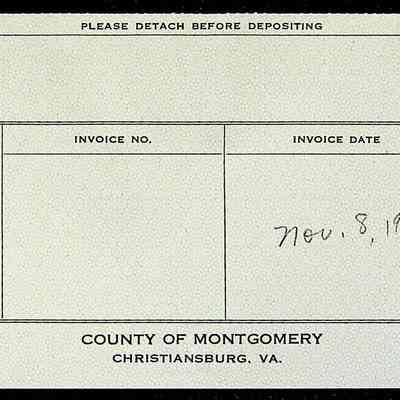 PLEASE DETACH BEFORE DEPOSITING
INVOICE NO. INVOICE DATE
Nov. 8, 19
COUNTY OF MONTGOMERY
CHRISTIANSBURG, VA.